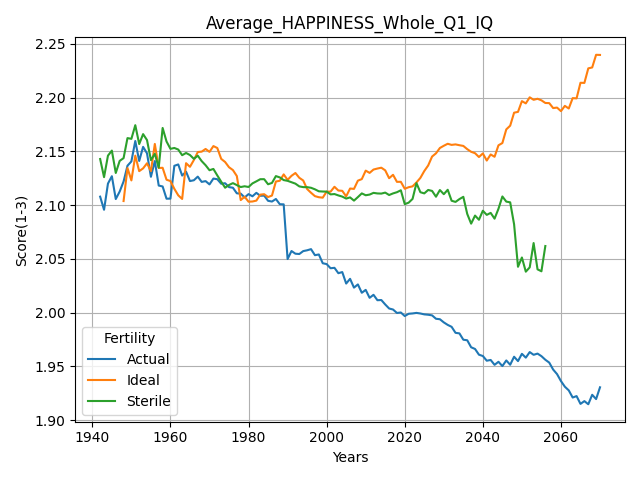 Average_HAPPINESS_Whole_Q1_IQ
Score(1-3)
2.25
2.20
2.15
2.10
2.05
2.00
1.95
1.90
Fertility
Actual
Ideal
Sterile
1940 1960 1980 2000 2020 2040 2060
Years